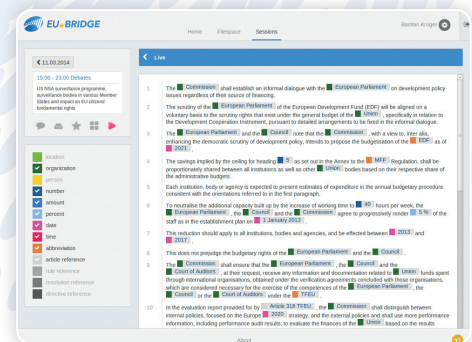 EU BRIDGE
Bastian Krüger
Home Filespace Sessions
11.03.2014
Live
15:00 - 23:00 Debates
US NSA surveillance programme,
surveillance bodies in various Member
States and impact on EU citizens'
fundamental rights
location
organization
person
number
amount
percent
date
time
abbreviation
article reference
rule reference
resolution reference
directive reference
1 The Commission shall establish an informal dialogue with the European Parliament on development policy
issues regardless of their source of financing.
2 The scrutiny of the European Parliament of the European Development Fund (EDF) will be aligned on a
voluntary basis to the scrutiny rights that exist under the general budget of the Union , specifically in relation to
the Development Cooperation Instrument, pursuant to detailed arrangements to be fixed in the informal dialogue.
3 The European Parliament and the Council note that the Commission , with a view to, inter alia,
enhancing the democratic scrutiny of development policy, intends to propose the budgetisation of the EDF as of
2021 .
4 The savings implied by the ceiling for heading 5 as set out in the Annex to the MFF Regulation, shall be
proportionately shared between all institutions as well as other Union bodies based on their respective share of
the administrative budgets.
5 Each institution, body or agency is expected to present estimates of expenditure in the annual budgetary procedure
consistent with the orientations referred to in the first paragraph.
6 To neutralise the additional capacity built up by the increase of working time to 40 hours per week, the
European Parliament , the Council and the Commission agree to progressively render 5 % of the
staff as in the establishment plan on 1 January 2013 .
7 This reduction should apply to all institutions, bodies and agencies, and be effected between 2013 and
2017 .
8 This does not prejudge the budgetary rights of the European Parliament and the Council .
9 The Commission shall ensure that the European Parliament , the Council and the
Court of Auditors , at their request, receive any information and documentation related to Union funds spent
through international organisations, obtained under the verification agreements concluded with those organisations,
which are considered necessary for the exercise of the competences of the European Parliament , the
Council or the Court of Auditors under the TFEU
10 In the evaluation report provided for by Article 318 TFEU , the Commission shall distinguish between
internal policies, focused on the Europe 2020 strategy, and the external policies and shall use more performance
information, including performance audit results, to evaluate the finances of the Union based on the results
About